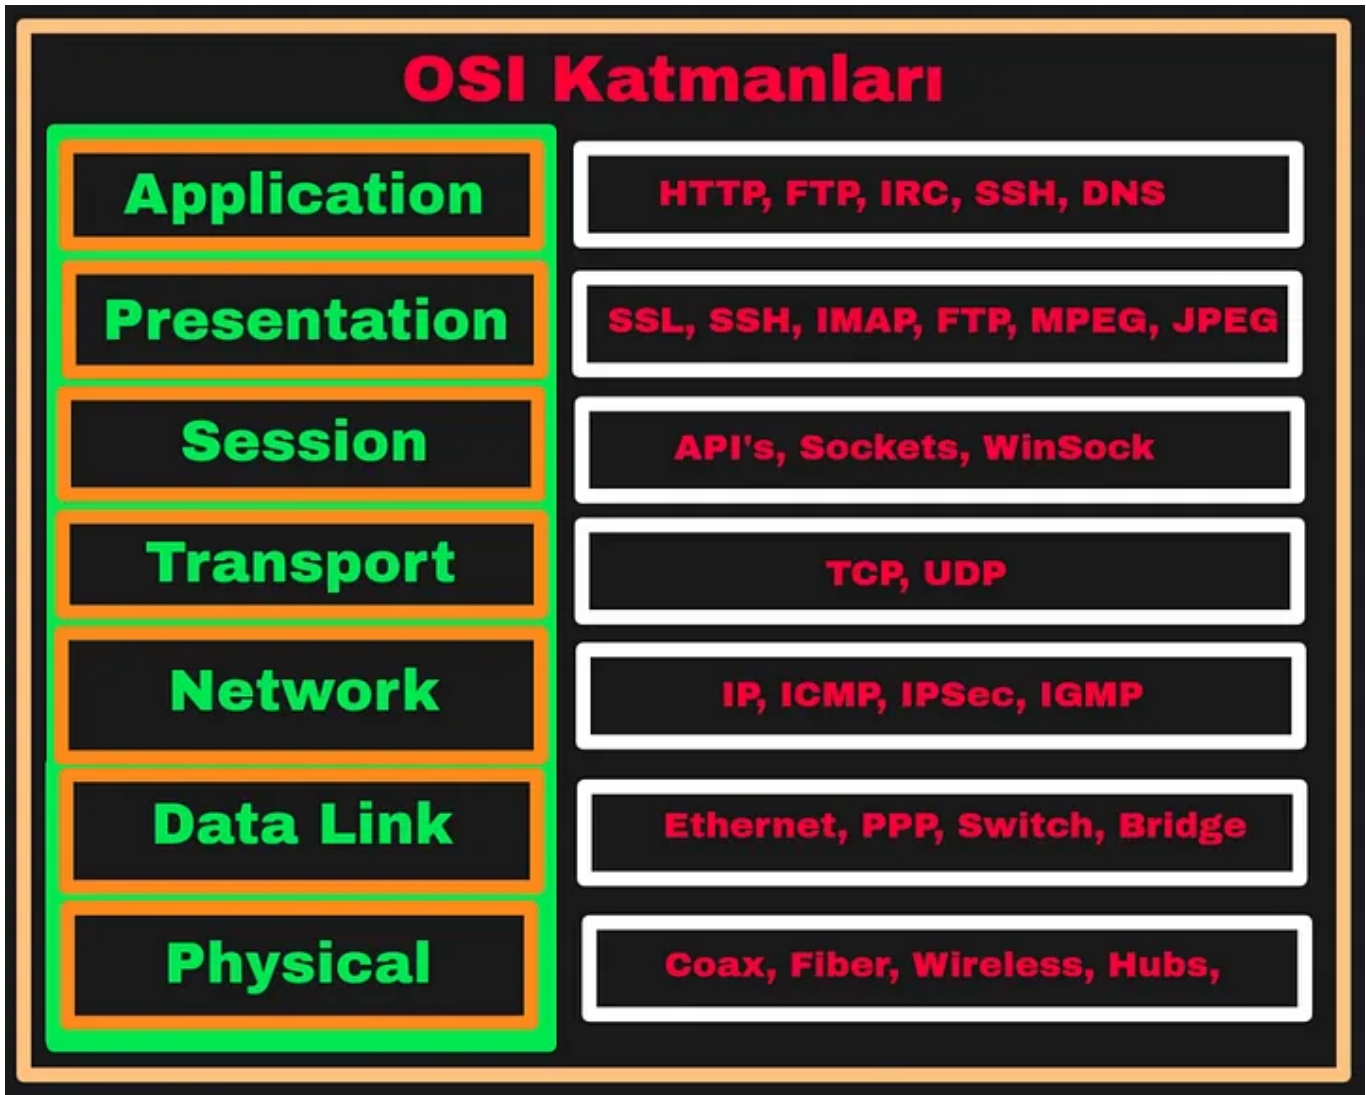 OSI Katmanları
Application
HTTP, FTP, IRC, SSH, DNS
Presentation
SSL, SSH, IMAP, FTP, MPEG, JPEG
Session
API's, Sockets, WinSock
Transport
TCP, UDP
Network
IP, ICMP, IPSec, IGMP
Data Link
Ethernet, PPP, Switch, Bridge
Physical
Coax, Fiber, Wireless, Hubs,